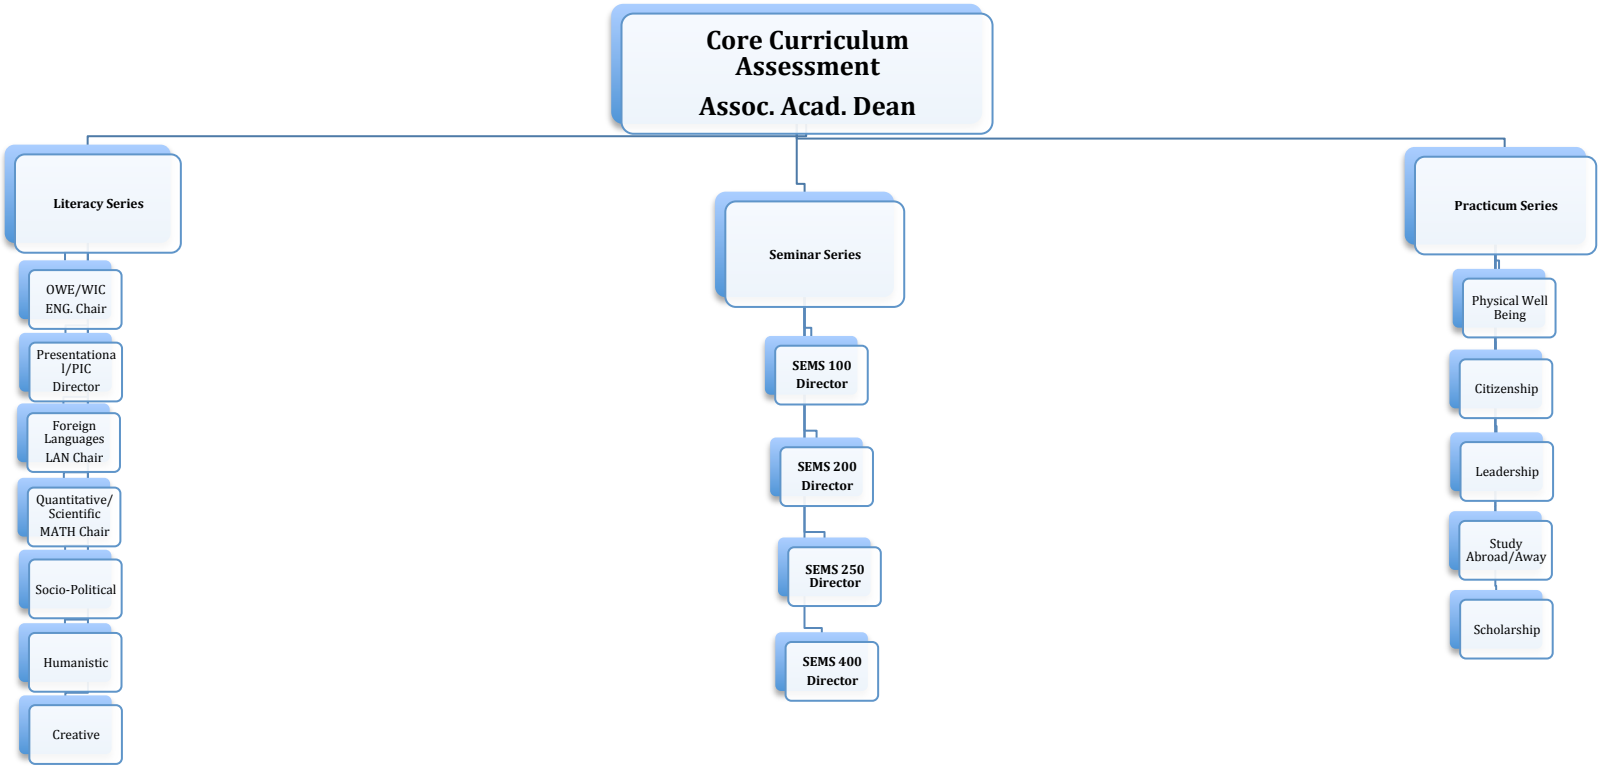 Core Curriculum
Assessment
Assoc. Acad. Dean
Literacy Series
OWE/WIC
ENG. Chair
Presentationa
l/PIC
Director
Foreign
Languages
LAN Chair
Quantitative/
Scientific
MATH Chair
Socio-Political
Humanistic
Creative
Seminar Series
SEMS 100
Director
SEMS 200
Director
SEMS 250
Director
SEMS 400
Director
Practicum Series
Physical Well
Being
Citizenship
Leadership
Study
Abroad/Away
Scholarship